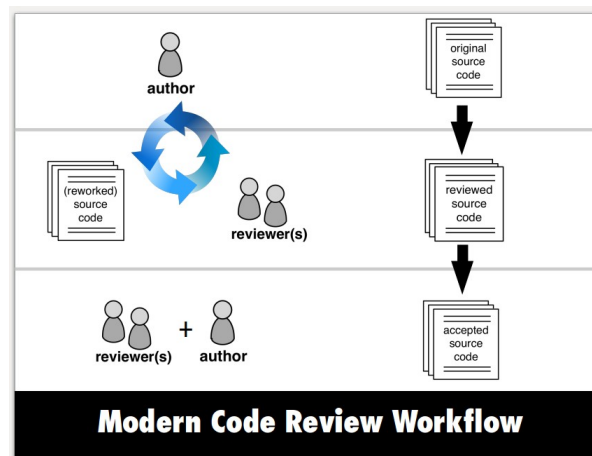 author
original
source
code
(reworked)
source
code
reviewer(s)
reviewed
source
code
reviewer(s)
+
author
accepted
source
code
Modern Code Review Workflow